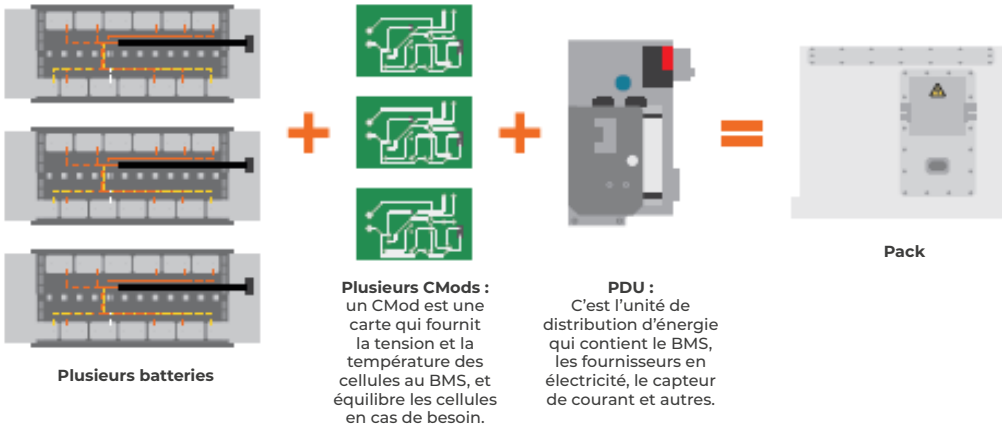 Plusieurs batteries
Plusieurs CMods :
un CMod est une
carte qui fournit
la tension et la
température des
cellules au BMS, et
équilibre les cellules
en cas de besoin.
PDU :
C’est l’unité de
distribution d’énergie
qui contient le BMS,
les fournisseurs en
électricité, le capteur
de courant et autres.
Pack